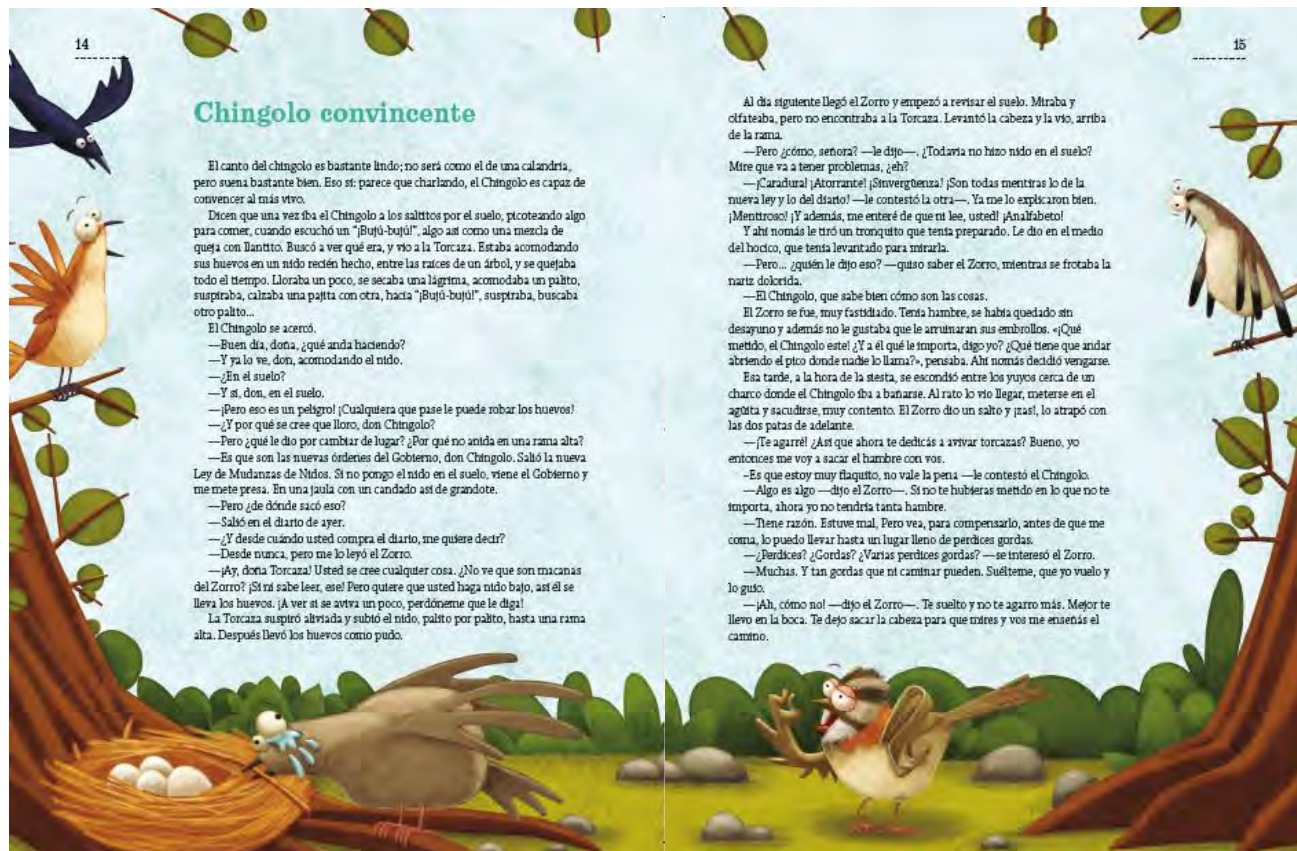 14
Chingolo convincente
El canto del chingolo es bastante lindo; no será como el de una calandria,
pero suena bastante bien. Eso sí: parece que charlando, el Chingolo es capaz de
convencer al más vivo.
Dicen que una vez iba el Chingolo a los saltitos por el suelo, picoteando algo
para comer, cuando escuchó un “¡Bujú-bujú!”, algo así como una mezcla de
queja con llantito. Buscó a ver qué era, y vio a la Torcaza. Estaba acomodando
sus huevos en un nido recién hecho, entre las raíces de un árbol, y se quejaba
todo el tiempo. Lloraba un poco, se secaba una lágrima, acomodaba un palito,
suspiraba, calzaba una pajita con otra, hacía “¡Bujú-bujú!”, suspiraba, buscaba
otro palito...
El Chingolo se acercó.
—Buen día, doña, ¿qué anda haciendo?
—Y ya lo ve, don, acomodando el nido.
—¿En el suelo?
—Y sí, don, en el suelo.
—¡Pero eso es un peligro! ¡Cualquiera que pase le puede robar los huevos!
—¿Y por qué se cree que lloro, don Chingolo?
—Pero ¿qué le dio por cambiar de lugar? ¿Por qué no anida en una rama alta?
—Es que son las nuevas órdenes del Gobierno, don Chingolo. Salió la nueva
Ley de Mudanzas de Nidos. Si no pongo el nido en el suelo, viene el Gobierno y
me mete presa. En una jaula con un candado así de grandote.
—Pero ¿de dónde sacó eso?
—Salió en el diario de ayer.
—¿Y desde cuándo usted compra el diario, me quiere decir?
—Desde nunca, pero me lo leyó el Zorro.
—¡Ay, doña Torcaza! Usted se cree cualquier cosa. ¿No ve que son macanas
del Zorro? ¡Si ni sabe leer, ese! Pero quiere que usted haga nido bajo, así él se
lleva los huevos. ¡A ver si se aviva un poco, perdóneme que le diga!
La Torcaza suspiró aliviada y subió el nido, palito por palito, hasta una rama
alta. Después llevó los huevos como pudo.
15
Al día siguiente llegó el Zorro y empezó a revisar el suelo. Miraba y
olfateaba, pero no encontraba a la Torcaza. Levantó la cabeza y la vio, arriba
de la rama.
—Pero ¿cómo, señora? —le dijo—. ¿Todavía no hizo nido en el suelo?
Mire que va a tener problemas, ¿eh?
—¡Caradura! ¡Atorrante! ¡Sinvergüenza! ¡Son todas mentiras lo de la
nueva ley y lo del diario! —le contestó la otra—. Ya me lo explicaron bien.
¡Mentiroso! ¡Y además, me enteré de que ni lee, usted! ¡Analfabeto!
Y ahí nomás le tiró un tronquito que tenía preparado. Le dio en el medio
del hocico, que tenía levantado para mirarla.
—Pero... ¿quién le dijo eso? —quiso saber el Zorro, mientras se frotaba la
nariz dolorida.
—El Chingolo, que sabe bien cómo son las cosas.
El Zorro se fue, muy fastidiado. Tenía hambre, se había quedado sin
desayuno y además no le gustaba que le arruinaran sus embrollos. «¡Qué
metido, el Chingolo este! ¿Y a él qué le importa, digo yo? ¿Qué tiene que andar
abriendo el pico donde nadie lo llama?», pensaba. Ahí nomás decidió vengarse.
Esa tarde, a la hora de la siesta, se escondió entre los yuyos cerca de un
charco donde el Chingolo iba a bañarse. Al rato lo vio llegar, meterse en el
agüita y sacudirse, muy contento. El Zorro dio un salto y ¡zas!, lo atrapó con
las dos patas de adelante.
—¡Te agarré! ¿Así que ahora te dedicás a avivar torcazas? Bueno, yo
entonces me voy a sacar el hambre con vos.
–Es que estoy muy flaquito, no vale la pena —le contestó el Chingolo.
—Algo es algo —dijo el Zorro—. Si no te hubieras metido en lo que no te
importa, ahora yo no tendría tanta hambre.
—Tiene razón. Estuve mal, Pero vea, para compensarlo, antes de que me
coma, lo puedo llevar hasta un lugar lleno de perdices gordas.
—¿Perdices? ¿Gordas? ¿Varias perdices gordas? —se interesó el Zorro.
—Muchas. Y tan gordas que ni caminar pueden. Suélteme, que yo vuelo y
lo guío.
—¡Ah, cómo no! —dijo el Zorro—. Te suelto y no te agarro más. Mejor te
llevo en la boca. Te dejo sacar la cabeza para que mires y vos me enseñás el
camino.